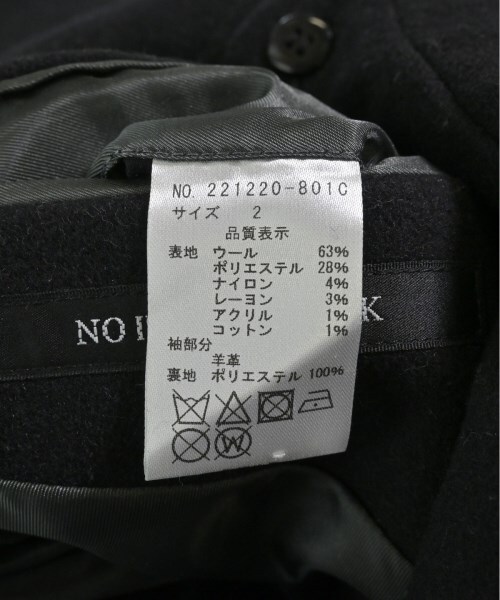 NO. 221220-801C
サイズ 2
品質表示
表地 ウール 63%
ポリエステル 28%
ナイロン 4%
レーヨン 3%
アクリル 1%
コットン 1%
袖部分
羊革
裏地 ポリエステル 100%
W
NO K